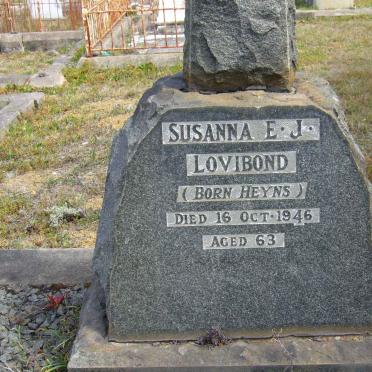 SUSANNA E·J·
LOVIBOND
(BORN HEYNS)
DIED 16 OCT·1946
AGED 63